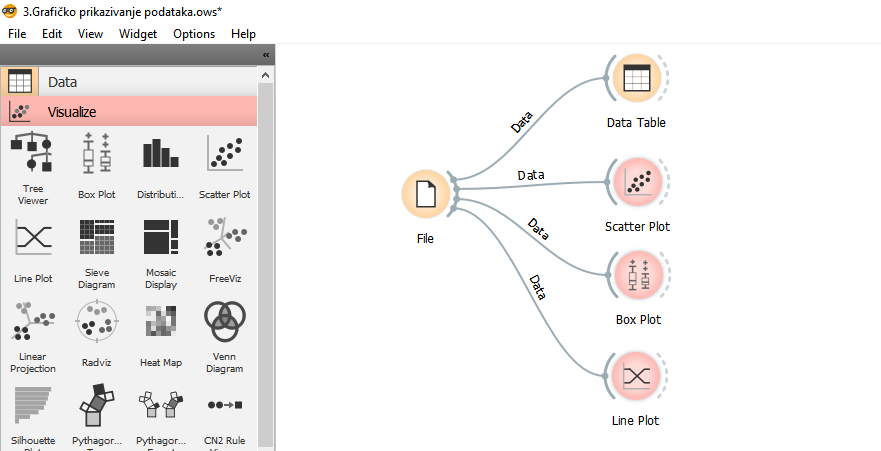 3.Grafičko prikazivanje podataka.ows*
File Edit View Widget Options Help
«
Data
Visualize
Tree Viewer
Box Plot
Distributi...
Scatter Plot
Line Plot
Sieve Diagram
Mosaic Display
FreeViz
Linear Projection
Radviz
Heat Map
Venn Diagram
Silhouette
Pythagor...
Pythagor...
CN2 Rule
File
Data
Data Table
Data
Scatter Plot
Data
Box Plot
Data
Line Plot